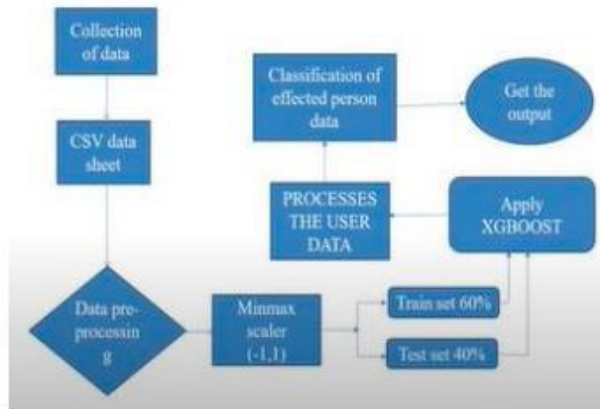 Collection
of data
CSV data
sheet
Data pre-
processin
g
Minmax
scaler
(-1,1)
Train set 60%
Test set 40%
Apply
XGBOOST
PROCESSES
THE USER
DATA
Classification of
effected person
data
Get the
output